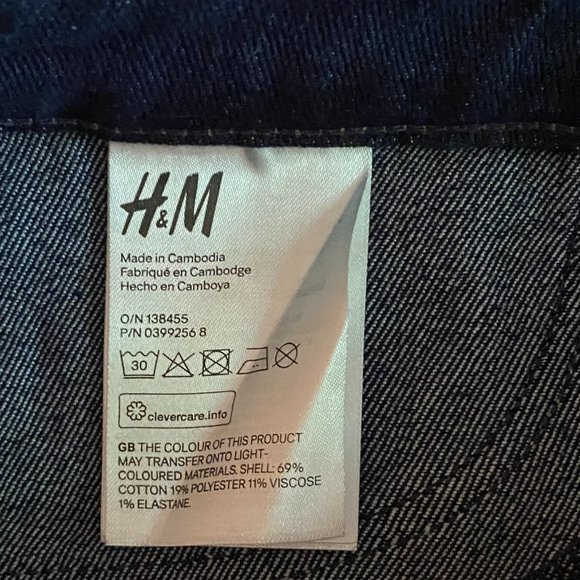 H&M
Made in Cambodia
Fabriqué en Cambodge
Hecho en Camboya
O/N 138455
P/N 0399256 8
30
clevercare.info
GB THE COLOUR OF THIS PRODUCT
MAY TRANSFER ONTO LIGHT-
COLOURED MATERIALS. SHELL: 69%
COTTON 19% POLYESTER 11% VISCOSE
1% ELASTANE.